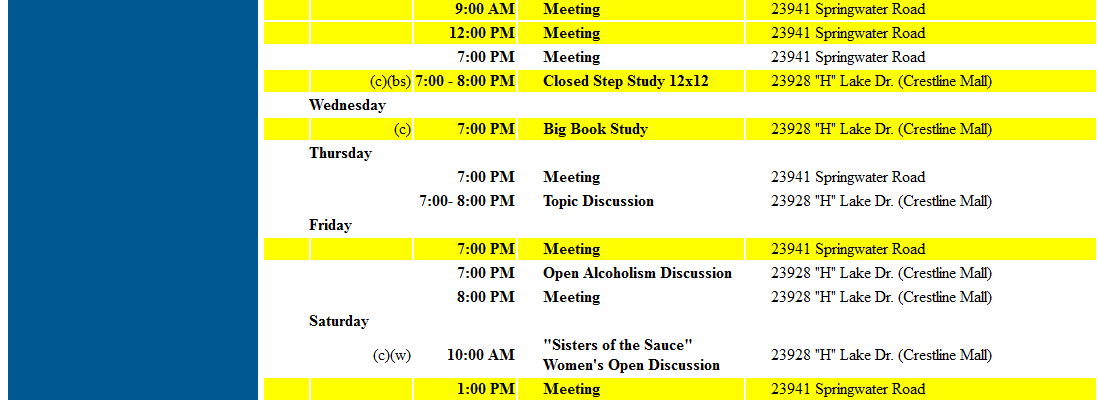 9:00 AM Meeting 23941 Springwater Road
12:00 PM Meeting 23941 Springwater Road
7:00 PM Meeting 23941 Springwater Road
(c)(bs) 7:00 - 8:00 PM Closed Step Study 12x12 23928 "H" Lake Dr. (Crestline Mall)
Wednesday
(c) 7:00 PM Big Book Study 23928 "H" Lake Dr. (Crestline Mall)
Thursday
7:00 PM Meeting 23941 Springwater Road
7:00- 8:00 PM Topic Discussion 23928 "H" Lake Dr. (Crestline Mall)
Friday
7:00 PM Meeting 23941 Springwater Road
7:00 PM Open Alcoholism Discussion 23928 "H" Lake Dr. (Crestline Mall)
8:00 PM Meeting 23928 "H" Lake Dr. (Crestline Mall)
Saturday
(c)(w) 10:00 AM "Sisters of the Sauce" 23928 "H" Lake Dr. (Crestline Mall)
Women's Open Discussion
1:00 PM Meeting 23941 Springwater Road